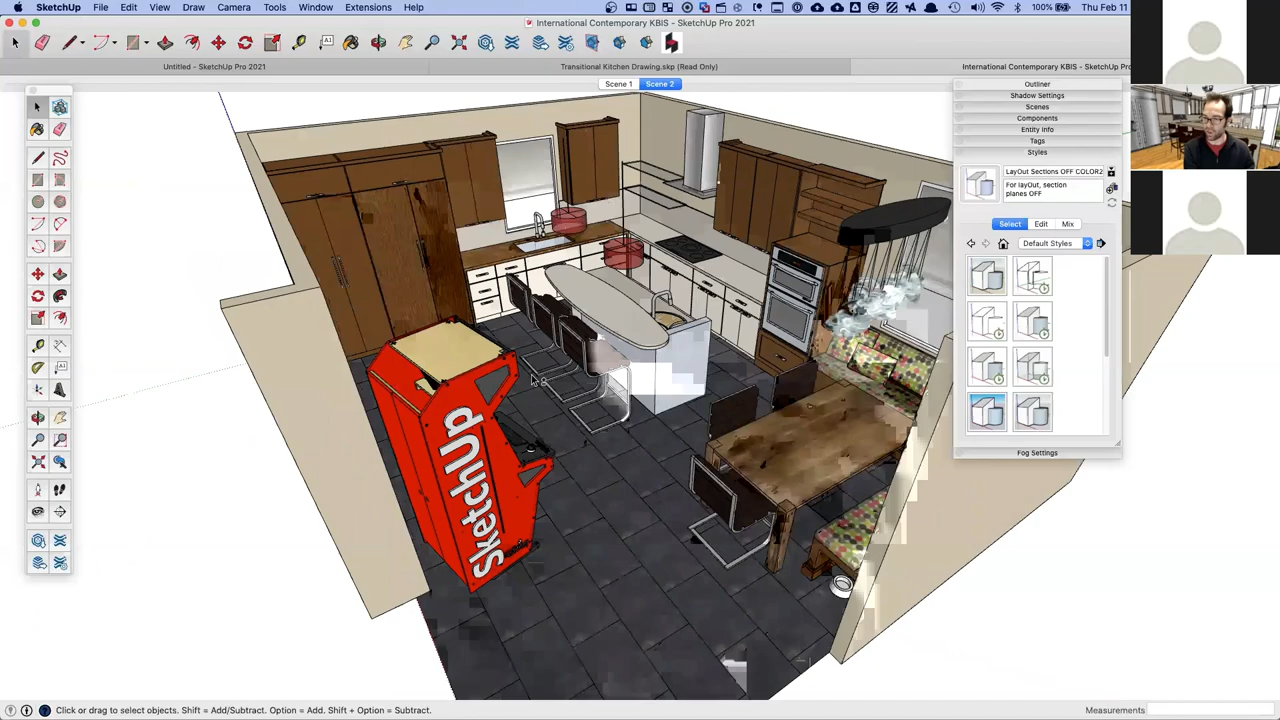 SketchUp File Edit View Draw Camera Tools Window Extensions Help
100% Thu Feb 11
International Contemporary KBIS - SketchUp Pro 2021
Untitled - SketchUp Pro 2021
Transitional Kitchen Drawing.skp (Read Only)
International Contemporary KBIS - SketchUp Pro
Scene 1 Scene 2
Outliner
Shadow Settings
Scenes
Components
Entity Info
Tags
Styles
LayOut Sections OFF COLOR2
For layOut, section
planes OFF
Select Edit Mix
Default Styles
Fog Settings
SketchUp
Click or drag to select objects. Shift = Add/Subtract. Option = Add. Shift + Option = Subtract.
Measurements